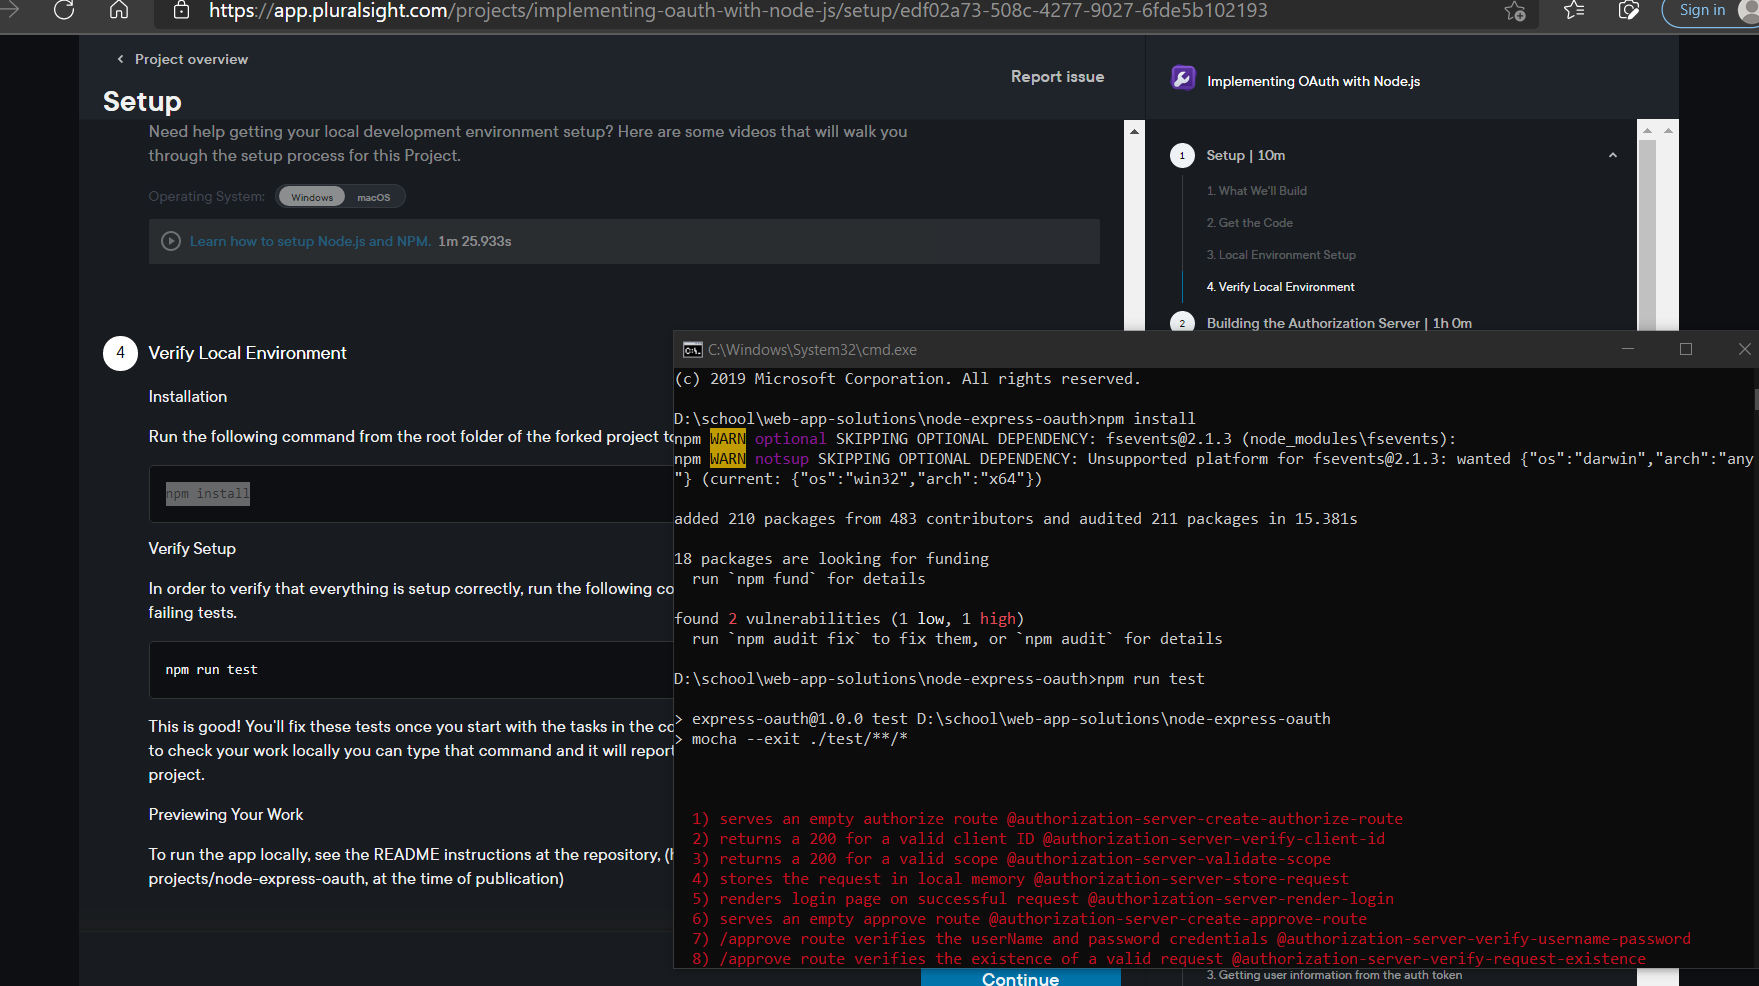 https://app.pluralsight.com/projects/implementing-oauth-with-node-js/setup/edf02a73-508c-4277-9027-6fde5b102193
Sign in
Project overview
Setup
Report issue
Need help getting your local development environment setup? Here are some videos that will walk you
through the setup process for this Project.
Operating System: Windows macOS
Learn how to setup Node.js and NPM. 1m 25.933s
4 Verify Local Environment
Installation
Run the following command from the root folder of the forked project to
npm install
Verify Setup
In order to verify that everything is setup correctly, run the following co
failing tests.
npm run test
This is good! You'll fix these tests once you start with the tasks in the co
to check your work locally you can type that command and it will report
project.
Previewing Your Work
To run the app locally, see the README instructions at the repository, (h
projects/node-express-oauth, at the time of publication)
Continue
Implementing OAuth with Node.js
1 Setup | 10m
1. What We'll Build
2. Get the Code
3. Local Environment Setup
4. Verify Local Environment
2 Building the Authorization Server | 1h 0m
C:\Windows\System32\cmd.exe
(c) 2019 Microsoft Corporation. All rights reserved.
D:\school\web-app-solutions\node-express-oauth>npm install
npm WARN optional SKIPPING OPTIONAL DEPENDENCY: fsevents@2.1.3 (node_modules\fsevents):
npm WARN notsup SKIPPING OPTIONAL DEPENDENCY: Unsupported platform for fsevents@2.1.3: wanted {"os":"darwin","arch":"any
"} (current: {"os":"win32","arch":"x64"})
added 210 packages from 483 contributors and audited 211 packages in 15.381s
18 packages are looking for funding
run `npm fund` for details
found 2 vulnerabilities (1 low, 1 high)
run `npm audit fix` to fix them, or `npm audit` for details
D:\school\web-app-solutions\node-express-oauth>npm run test
> express-oauth@1.0.0 test D:\school\web-app-solutions\node-express-oauth
> mocha --exit ./test/**/*
1) serves an empty authorize route @authorization-server-create-authorize-route
2) returns a 200 for a valid client ID @authorization-server-verify-client-id
3) returns a 200 for a valid scope @authorization-server-validate-scope
4) stores the request in local memory @authorization-server-store-request
5) renders login page on successful request @authorization-server-render-login
6) serves an empty approve route @authorization-server-create-approve-route
7) /approve route verifies the userName and password credentials @authorization-server-verify-username-password
8) /approve route verifies the existence of a valid request @authorization-server-verify-request-existence
3. Getting user information from the auth token